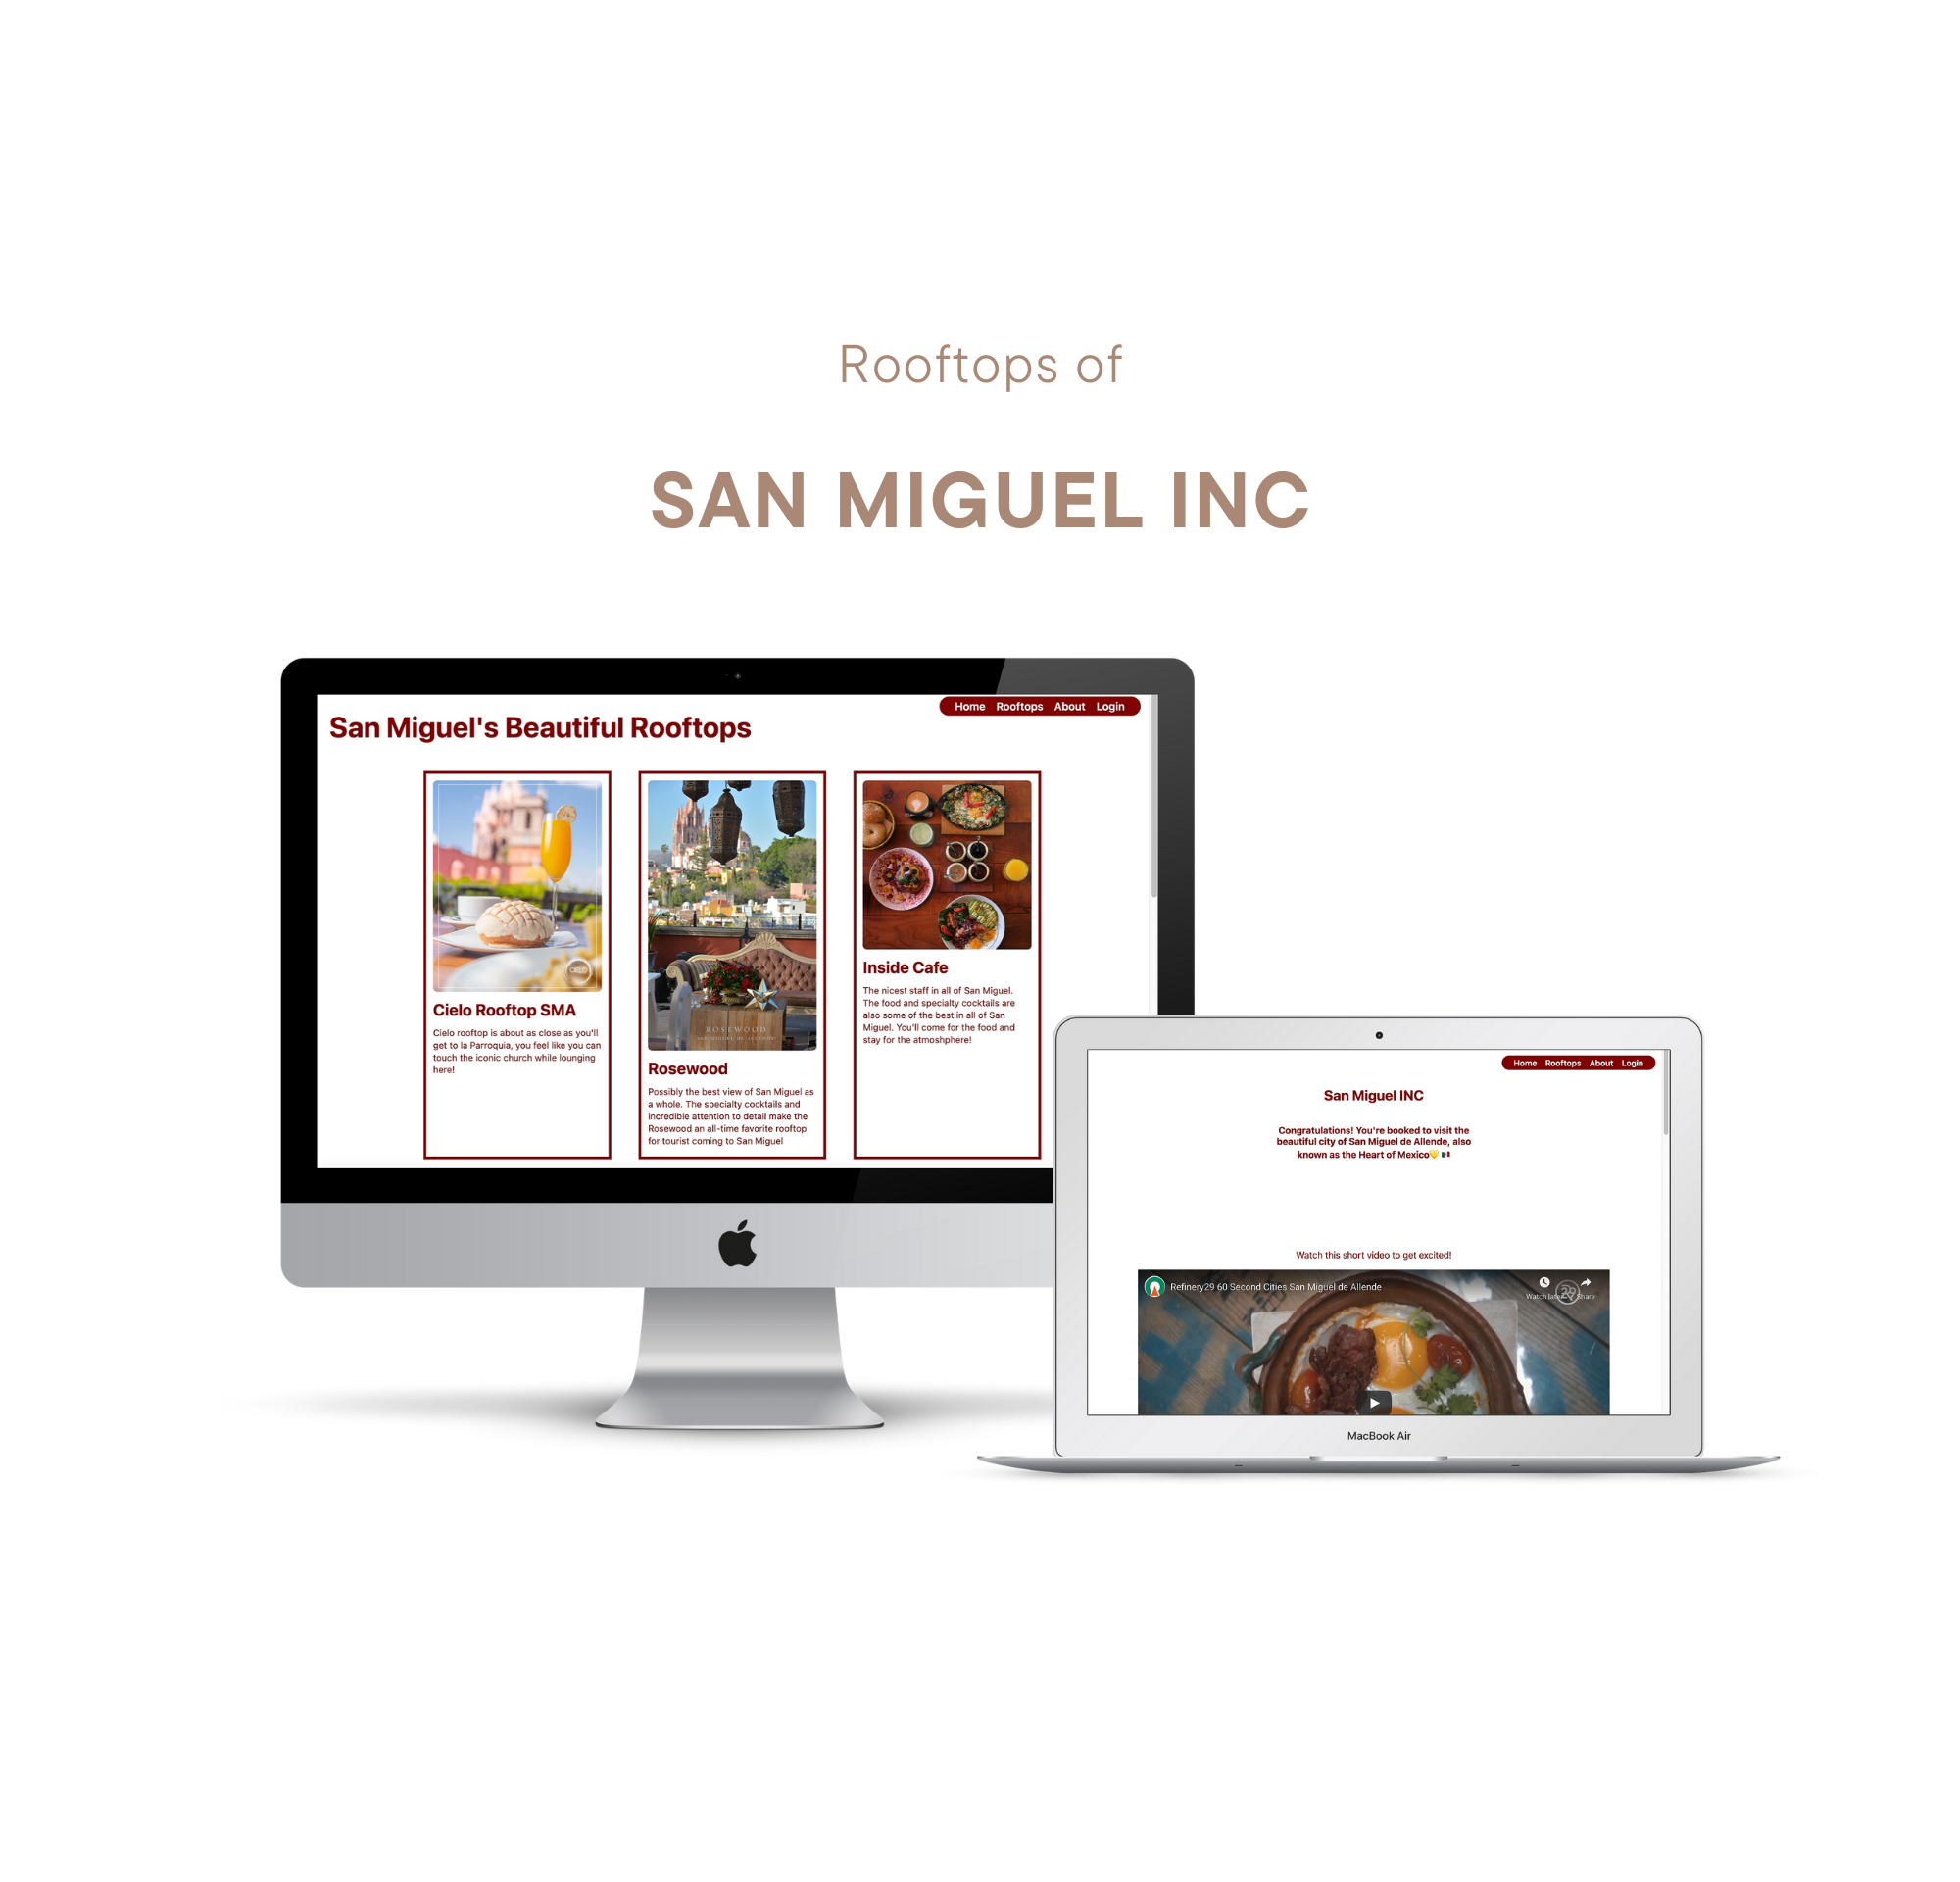 Rooftops of
SAN MIGUEL INC
Home Rooftops About Login
San Miguel's Beautiful Rooftops
CIELO
Cielo Rooftop SMA
Cielo rooftop is about as close as you'll
get to la Parroquia, you feel like you can
touch the iconic church while lounging
here!
ROSEWOOD
SAN MIGUEL DE ALLENDE
Rosewood
Possibly the best view of San Miguel as
a whole. The specialty cocktails and
incredible attention to detail make the
Rosewood an all-time favorite rooftop
for tourist coming to San Miguel
Inside Cafe
The nicest staff in all of San Miguel.
The food and specialty cocktails are
also some of the best in all of San
Miguel. You'll come for the food and
stay for the atmoshphere!
Home Rooftops About Login
San Miguel INC
Congratulations! You're booked to visit the
beautiful city of San Miguel de Allende, also
known as the Heart of Mexico💛 🇲🇽
Watch this short video to get excited!
Refinery29 60 Second Cities San Miguel de Allende
29
Watch later Share
MacBook Air